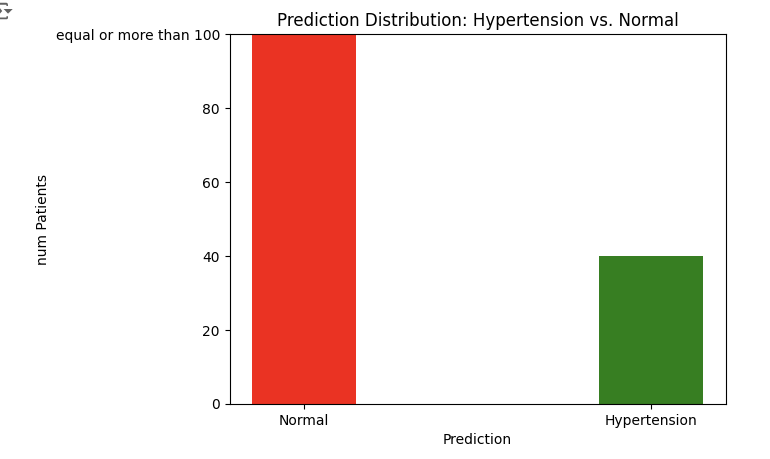 Prediction Distribution: Hypertension vs. Normal
equal or more than 100
80
60
40
20
0
num Patients
Normal
Hypertension
Prediction